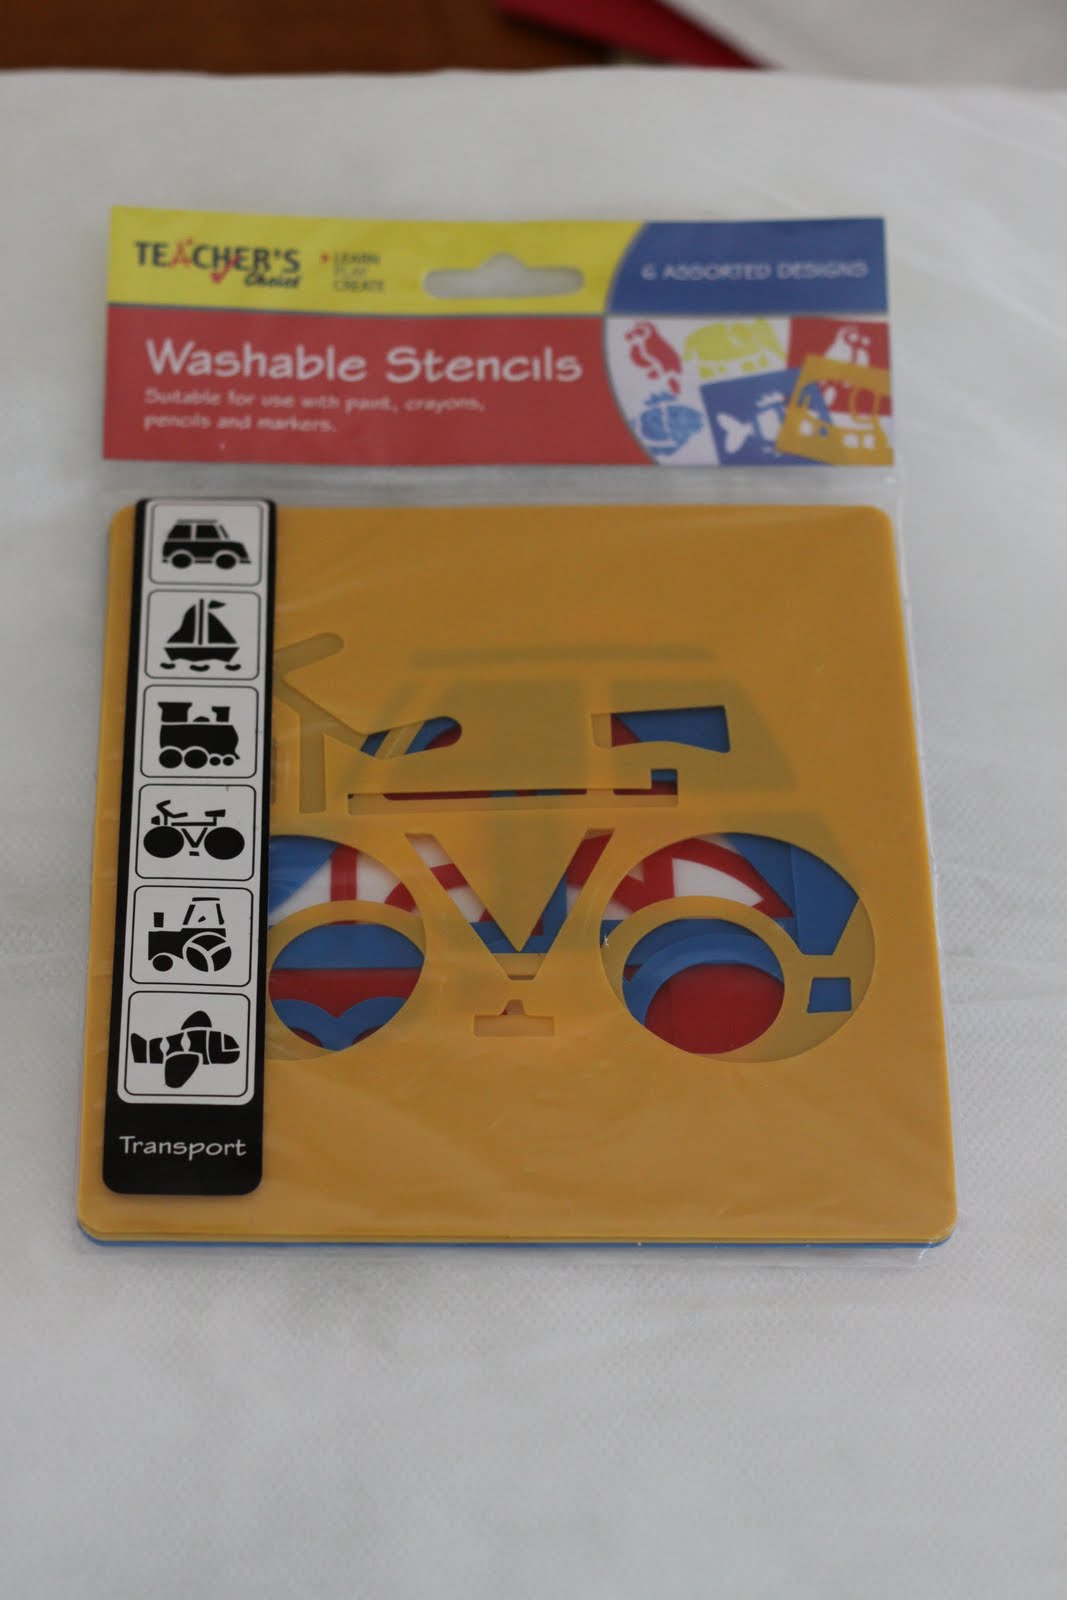 TEACHER'S
Choice
LEARN
PLAY
CREATE
6 ASSORTED DESIGNS
Washable Stencils
Suitable for use with paint, crayons,
pencils and markers.
Transport